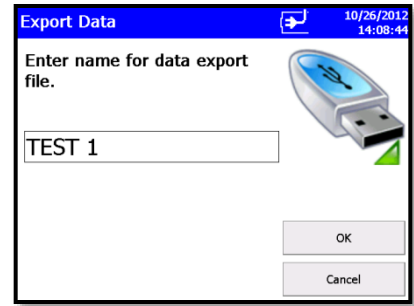 Export Data
10/26/2012
14:08:44
Enter name for data export
file.
TEST 1
OK
Cancel